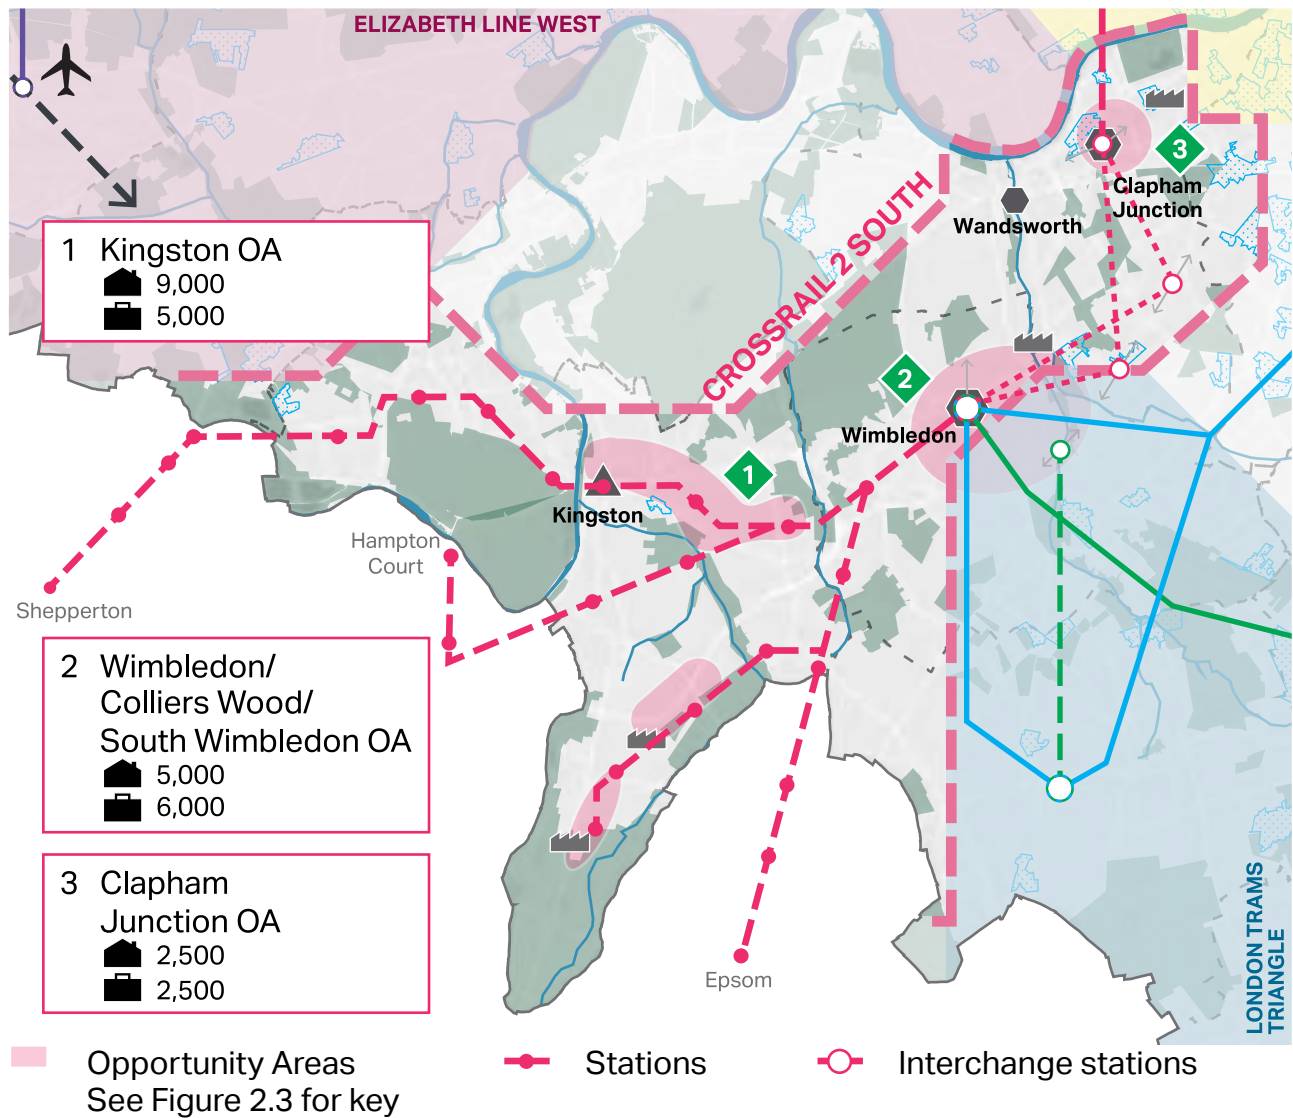 ELIZABETH LINE WEST
1 Kingston OA
9,000
5,000
CROSSRAIL 2 SOUTH
3
Clapham
Junction
Wandsworth
2
Wimbledon
1
Kingston
Hampton
Court
Shepperton
2 Wimbledon/
Colliers Wood/
South Wimbledon OA
5,000
6,000
3 Clapham
Junction OA
2,500
2,500
Epsom
LONDON TRAMS
TRIANGLE
Opportunity Areas
See Figure 2.3 for key
Stations
Interchange stations